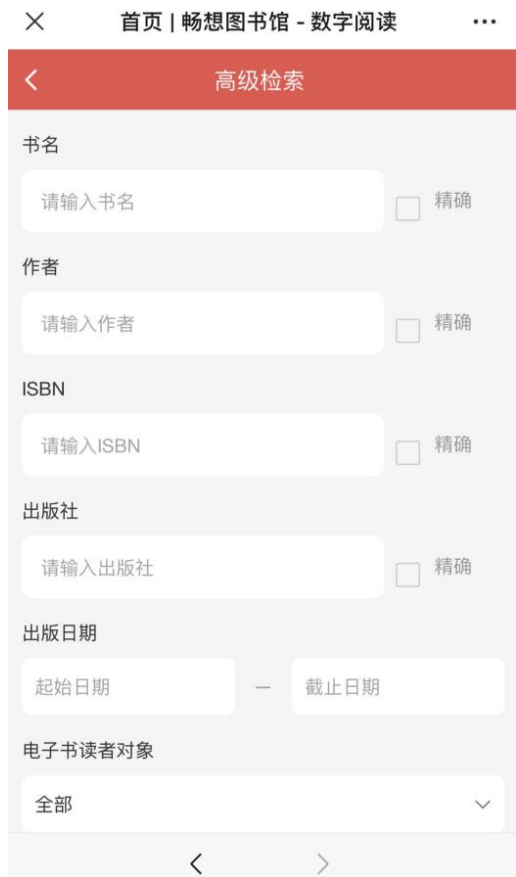 首页 | 畅想图书馆 - 数字阅读
高级检索
书名
请输入书名 精确
作者
请输入作者 精确
ISBN
请输入ISBN 精确
出版社
请输入出版社 精确
出版日期
起始日期 — 截止日期
电子书读者对象
全部